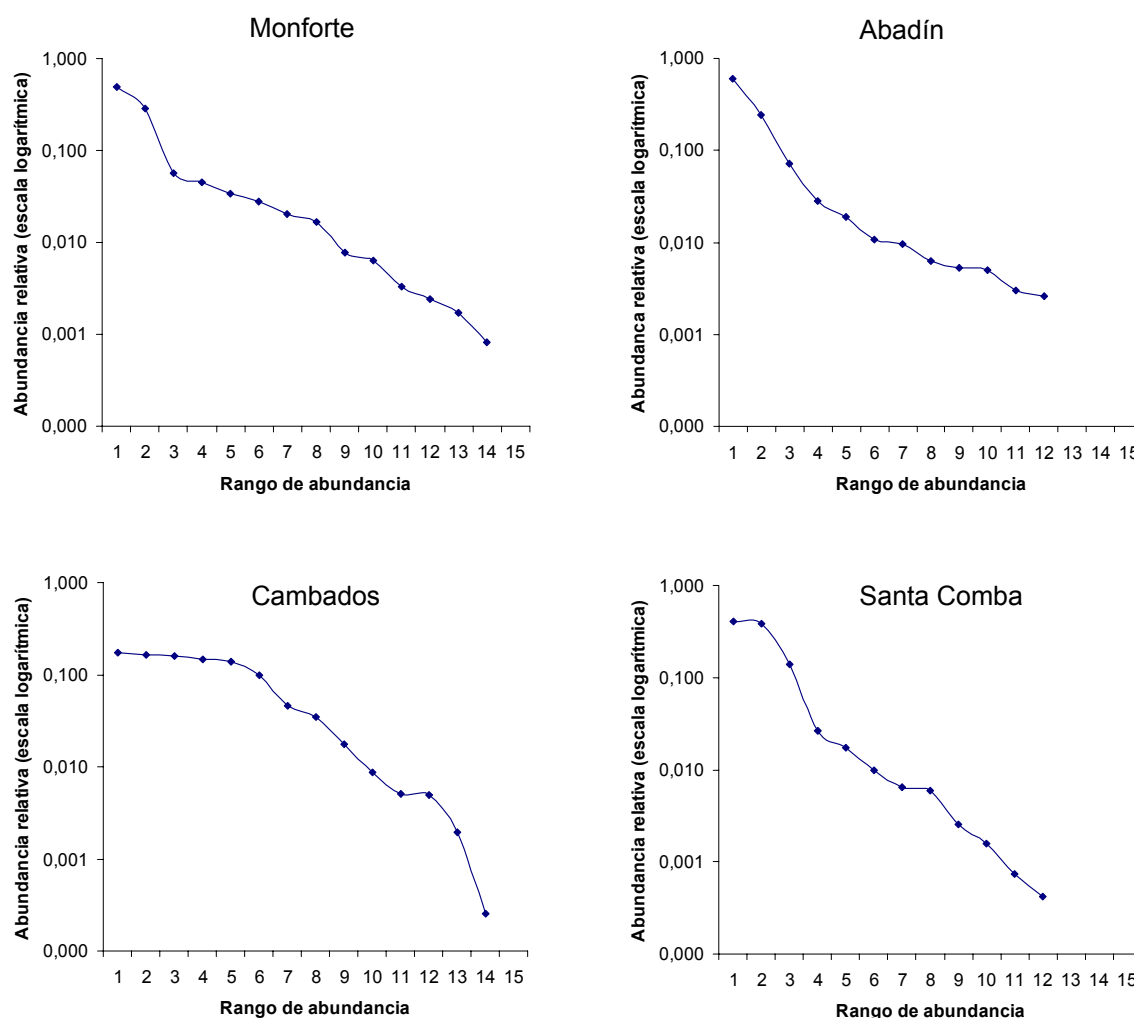 Monforte
Abundancia relativa (escala logarítmica)
1,000
0,100
0,010
0,001
0,000
1 2 3 4 5 6 7 8 9 10 11 12 13 14 15
Rango de abundancia
Abadín
Abundanca relativa (escala logarítmica)
1,000
0,100
0,010
0,001
0,000
1 2 3 4 5 6 7 8 9 10 11 12 13 14 15
Rango de abundancia
Cambados
Abundancia relativa (escala logarítmica)
1,000
0,100
0,010
0,001
0,000
1 2 3 4 5 6 7 8 9 10 11 12 13 14 15
Rango de abundancia
Santa Comba
Abundancia relativa (escala logarítmica)
1,000
0,100
0,010
0,001
0,000
1 2 3 4 5 6 7 8 9 10 11 12 13 14 15
Rango de abundancia